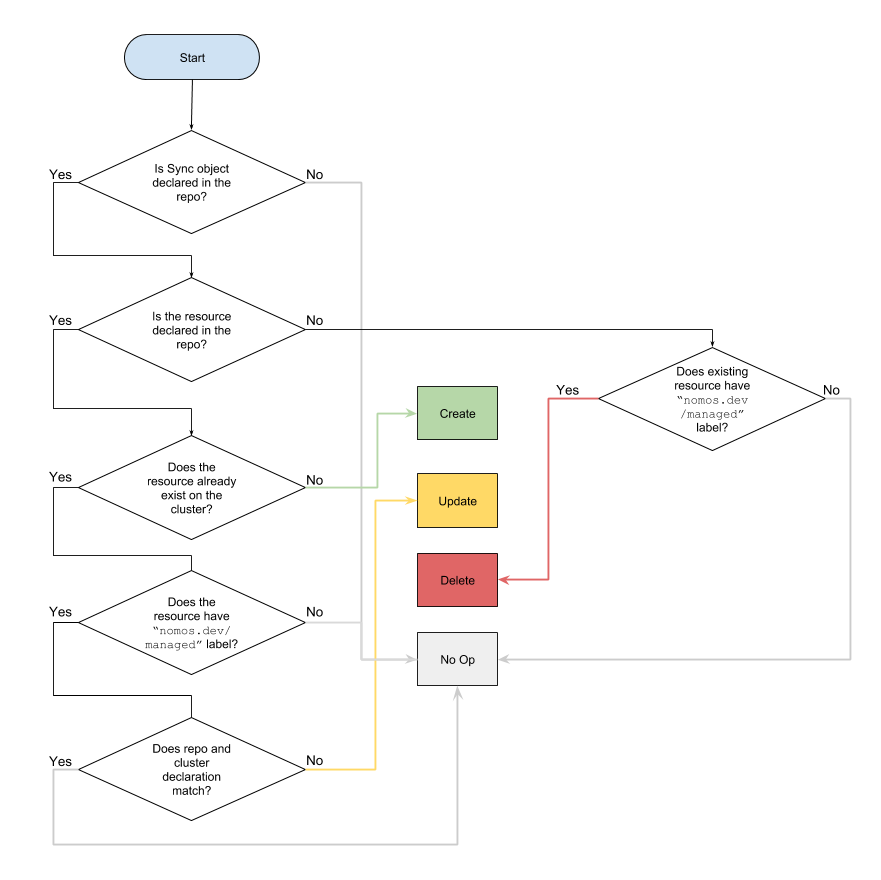 Start
Yes
Is Sync object
declared in the
repo?
No
Yes
Is the resource
declared in the
repo?
No
Yes
Does existing
resource have
“nomos.dev
/managed”
label?
No
Create
Yes
Does the
resource already
exist on the
cluster?
No
Update
Delete
Yes
Does the
resource have
“nomos.dev/
managed” label?
No
No Op
Yes
Does repo and
cluster
declaration
match?
No